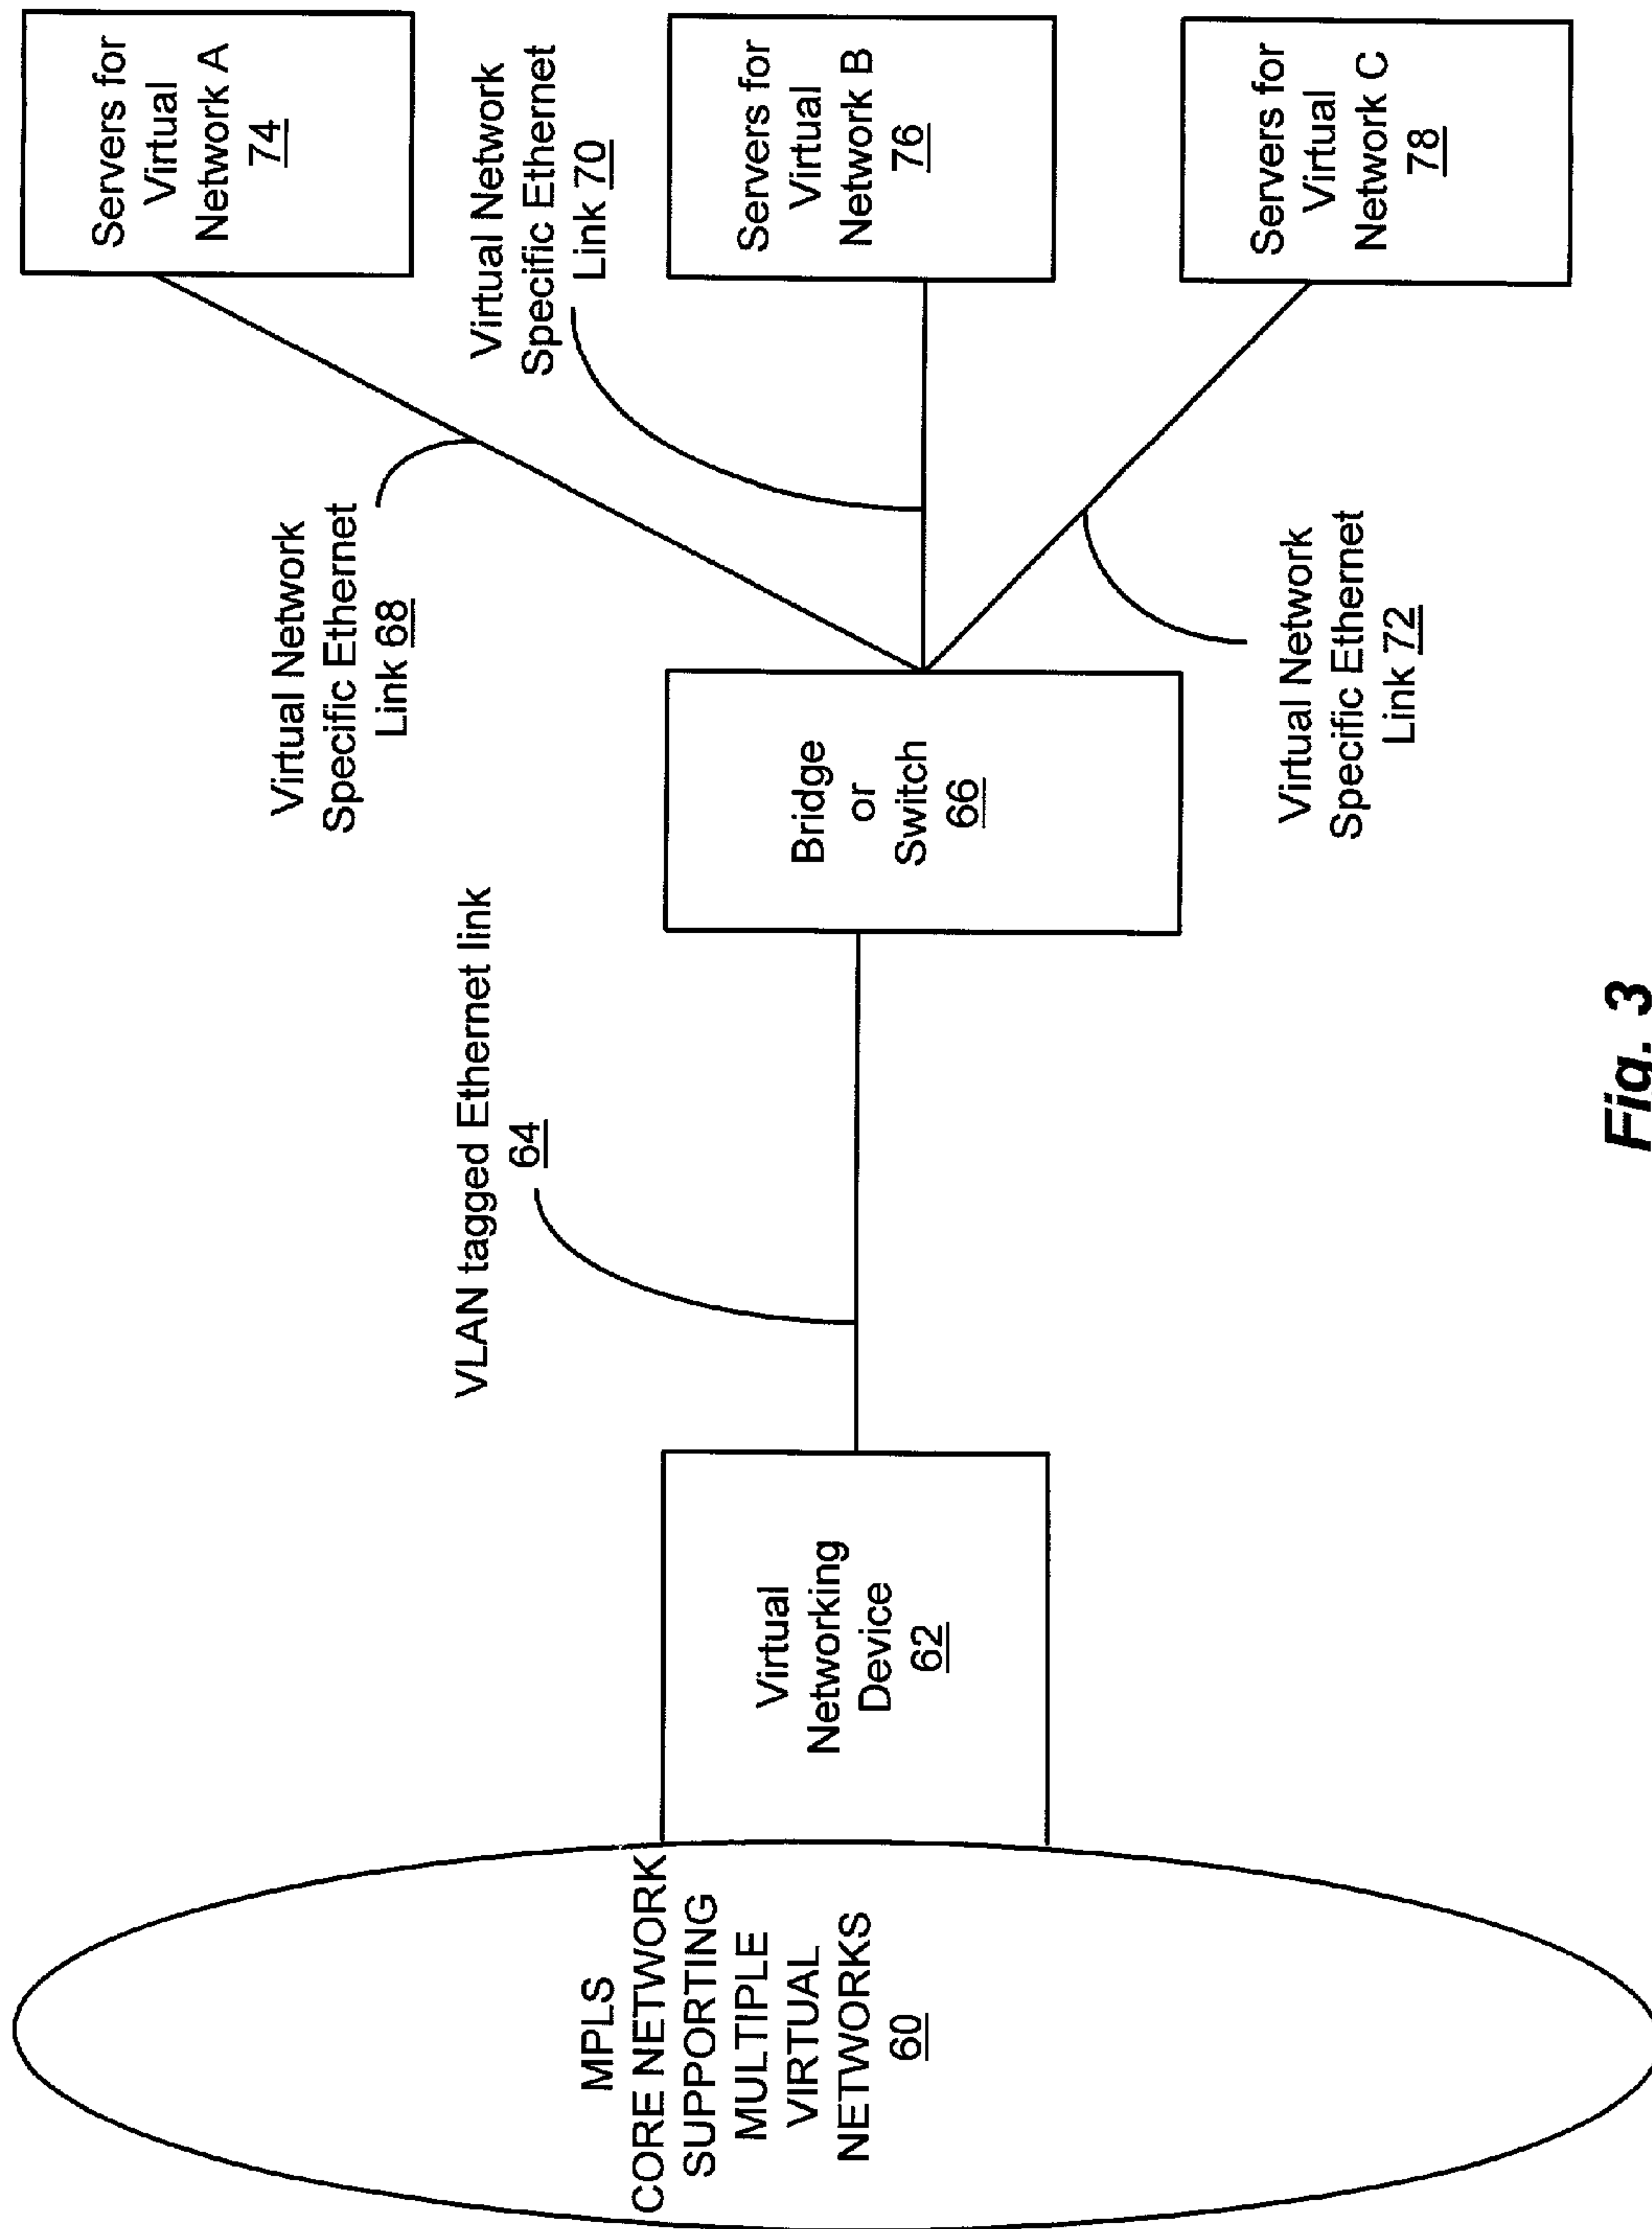 MPLS
CORE NETWORK
SUPPORTING
MULTIPLE
VIRTUAL
NETWORKS
60
Virtual
Networking
Device
62
VLAN tagged Ethernet link
64
Bridge
or
Switch
66
Virtual Network
Specific Ethernet
Link 68
Virtual Network
Specific Ethernet
Link 70
Virtual Network
Specific Ethernet
Link 72
Servers for
Virtual
Network A
74
Servers for
Virtual
Network B
76
Servers for
Virtual
Network C
78
Fig. 3